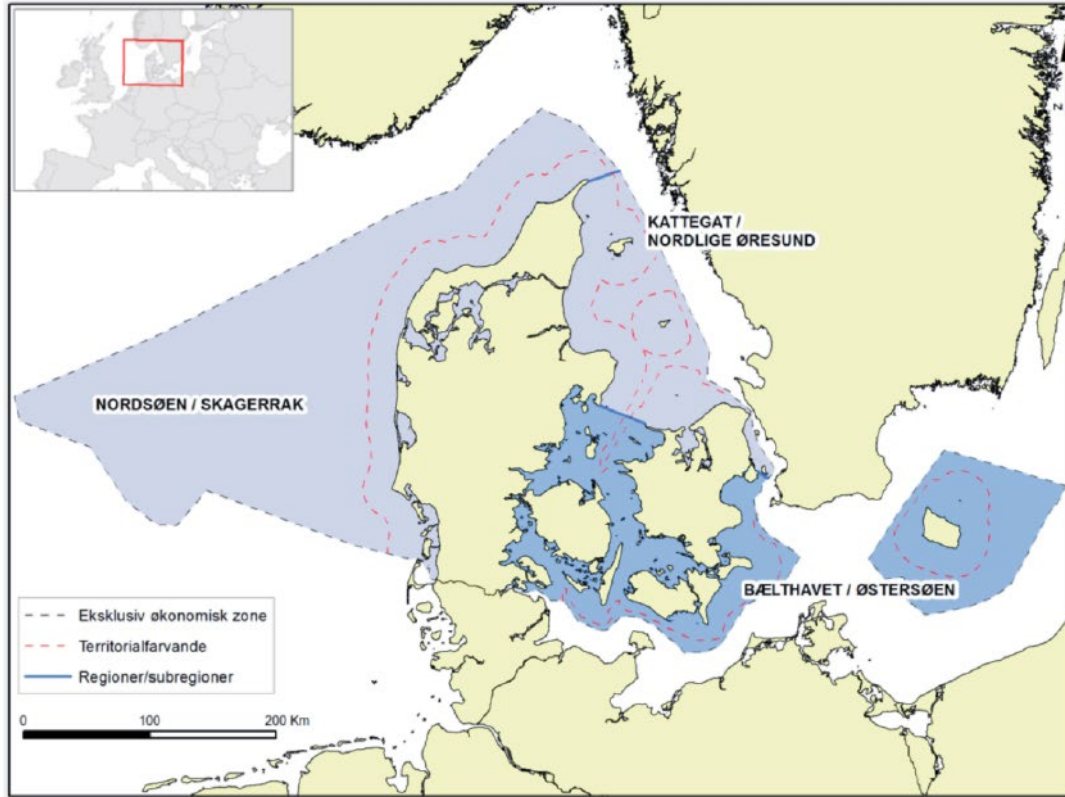 KATTEGAT /
NORDLIGE ØRESUND
NORDSØEN / SKAGERRAK
BÆLTHAVET / ØSTERSØEN
Eksklusiv økonomisk zone
Territorialfarvande
Regioner/subregioner
0 100 200 Km
N